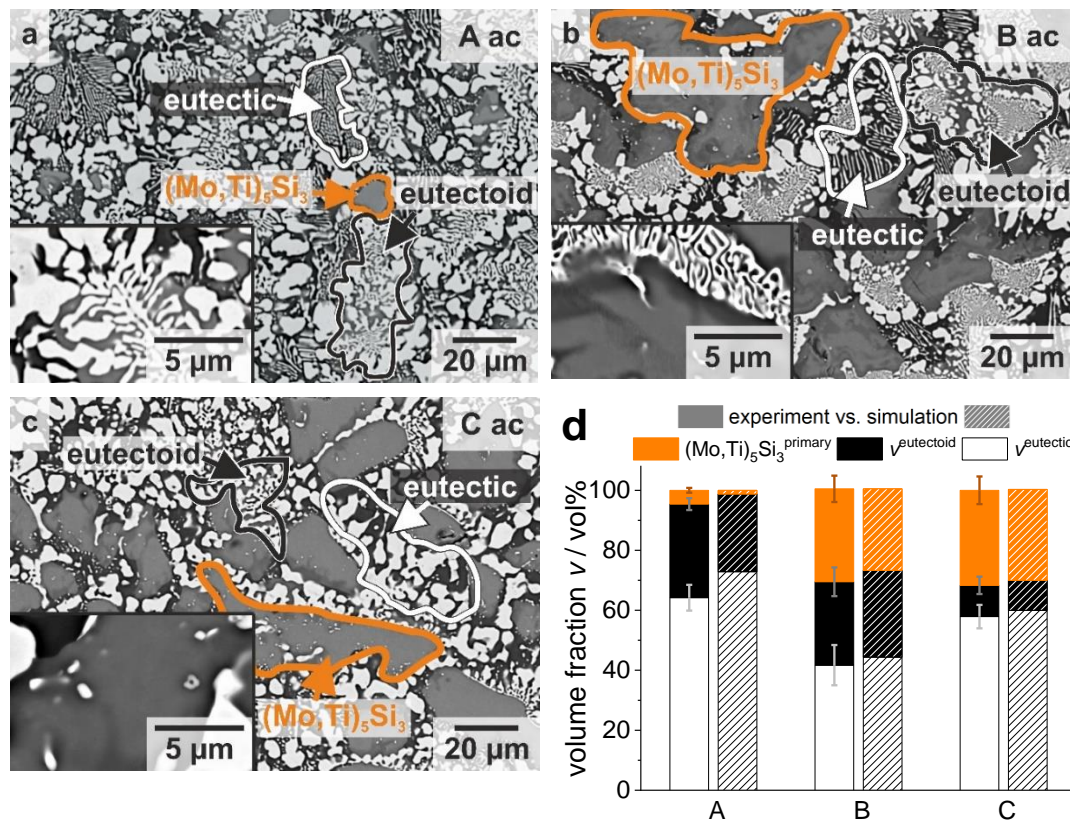 a
A ac
eutectic
(Mo,Ti)₅Si₃
eutectoid
5 µm
20 µm
b
B ac
(Mo,Ti)₅Si₃
eutectoid
eutectic
5 µm
20 µm
c
C ac
eutectoid
eutectic
(Mo,Ti)₅Si₃
5 µm
20 µm
d
experiment vs. simulation
(Mo,Ti)₅Si₃ᵖʳⁱᵐᵃʳʸ vᵉᵘᵗᵉᶜᵗᵒⁱᵈ vᵉᵘᵗᵉᶜᵗⁱᶜ
volume fraction v / vol%
100
80
60
40
20
0
A B C